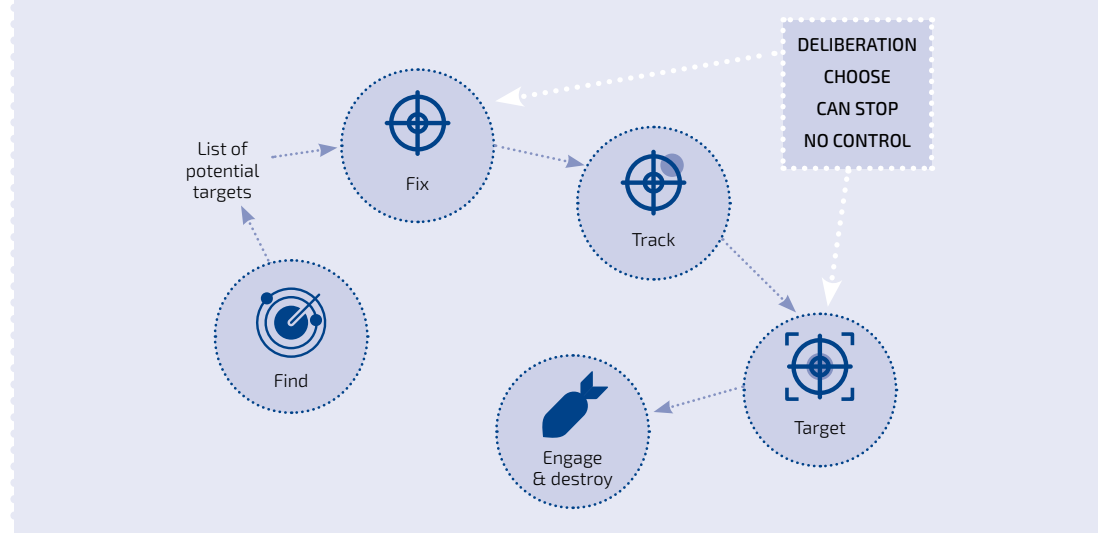 DELIBERATION
CHOOSE
CAN STOP
NO CONTROL
List of
potential
targets
Fix
Track
Find
Target
Engage
& destroy